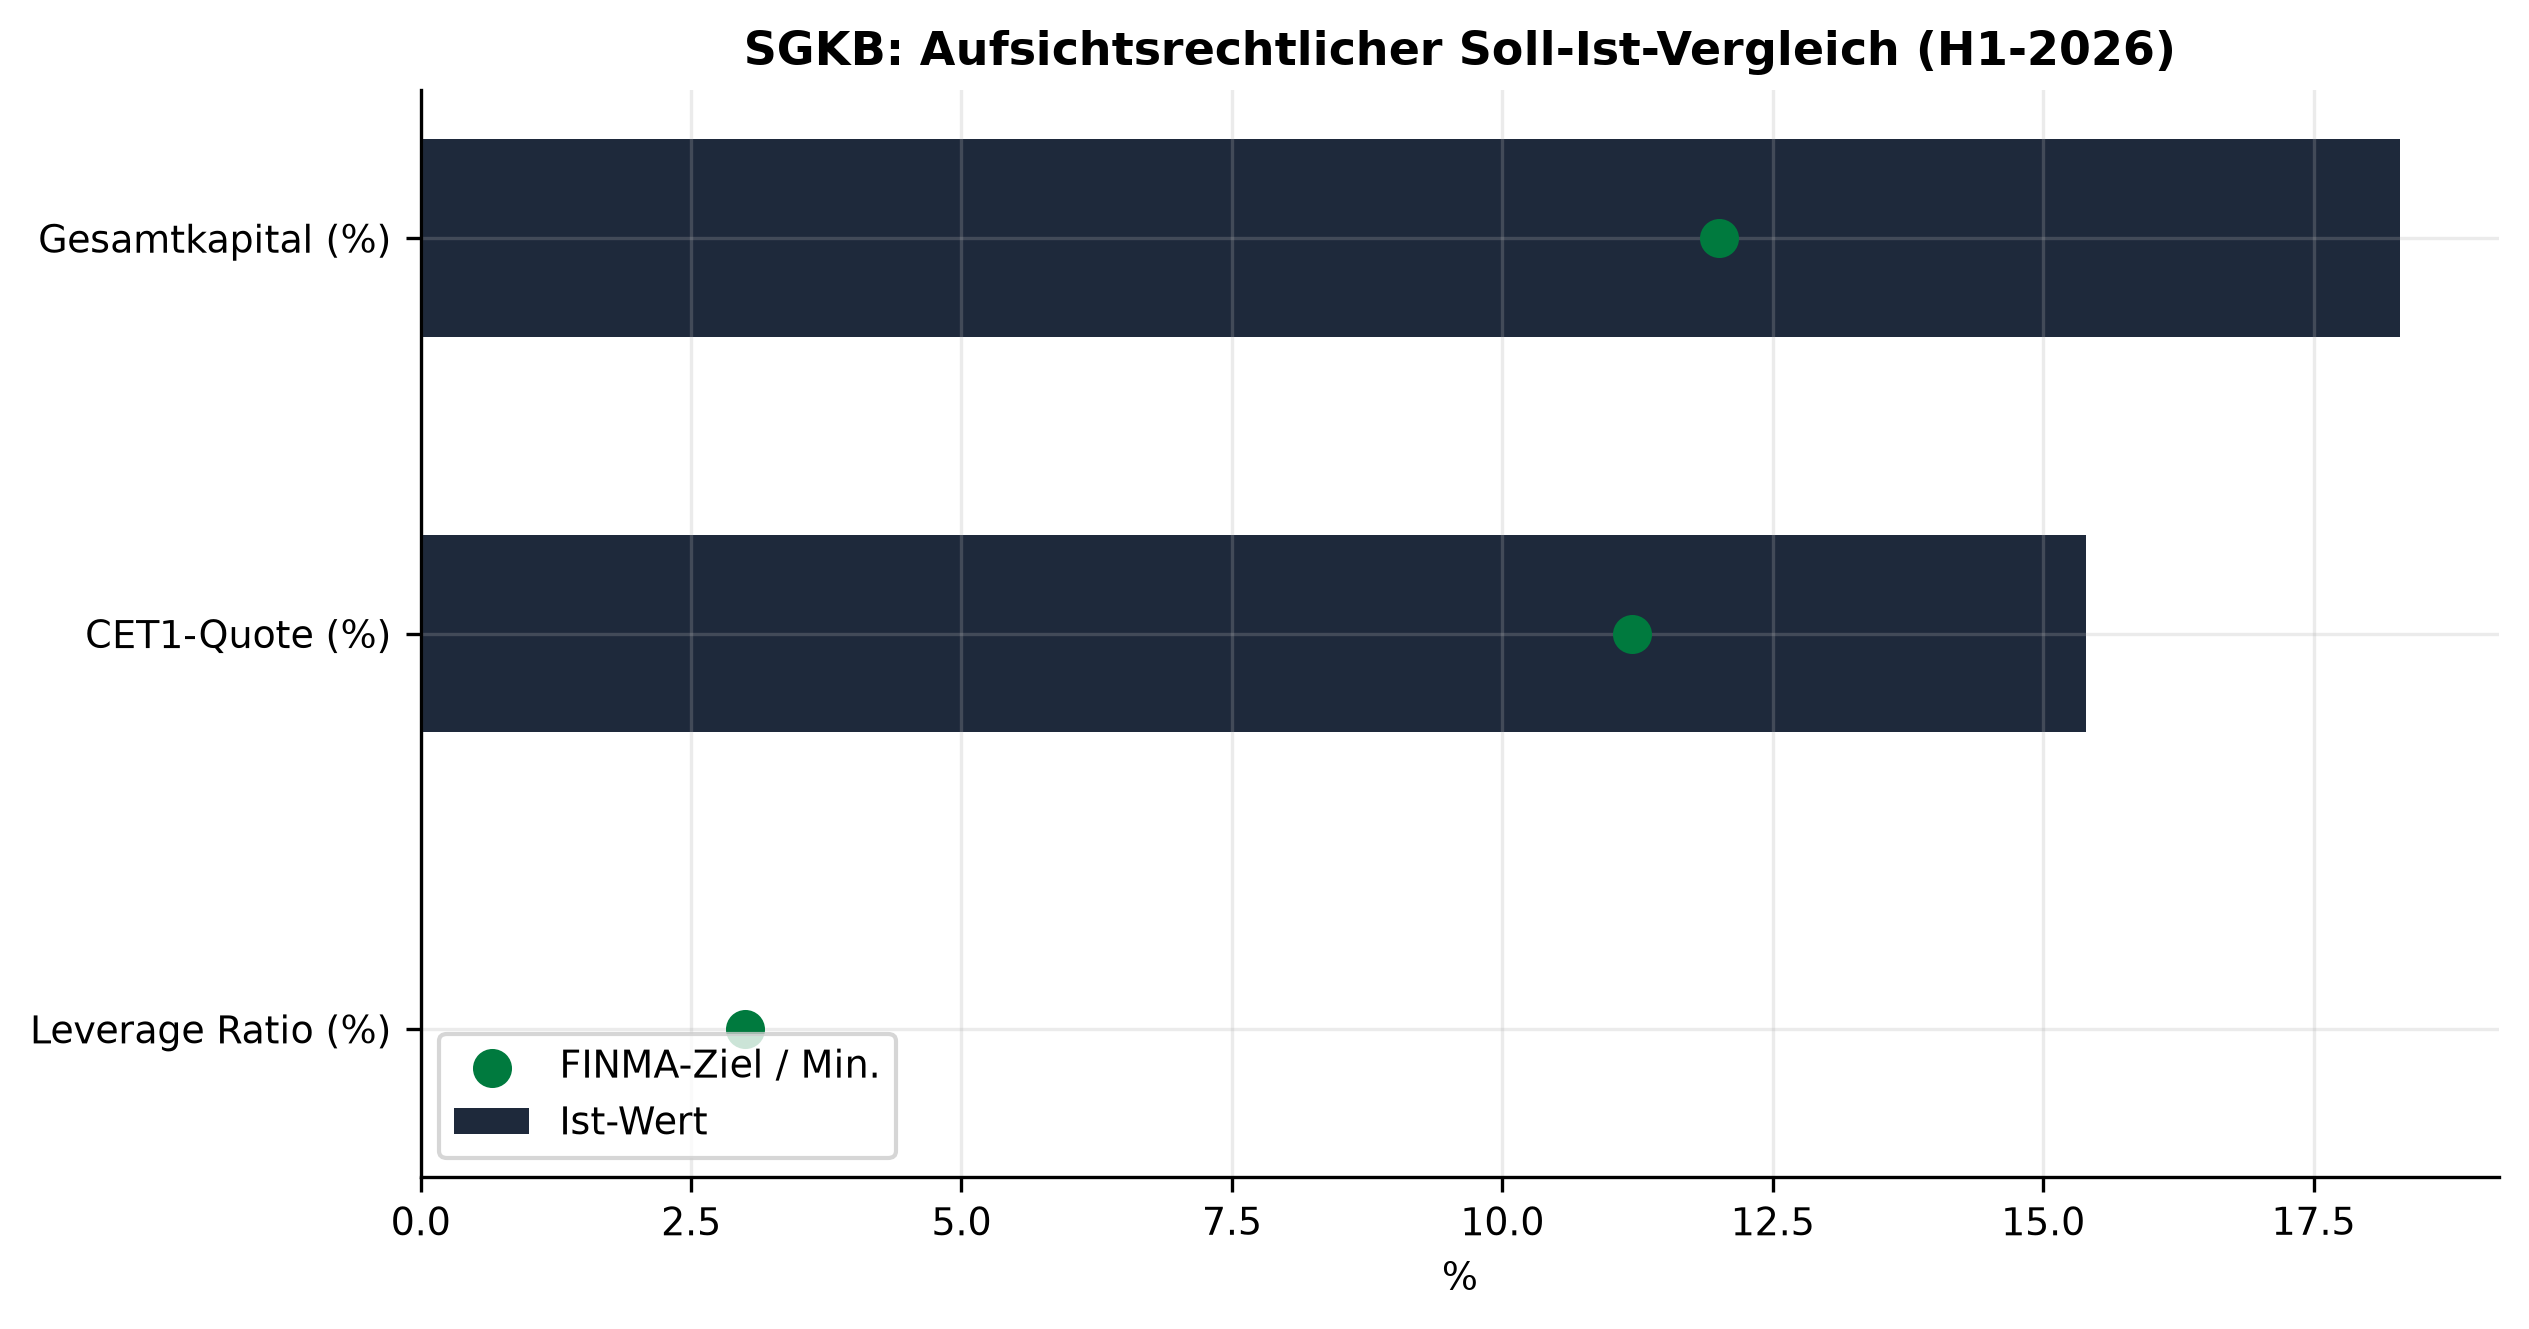 SGKB: Aufsichtsrechtlicher Soll-Ist-Vergleich (H1-2026)
Gesamtkapital (%)
CET1-Quote (%)
Leverage Ratio (%)
FINMA-Ziel / Min.
Ist-Wert
0.0 2.5 5.0 7.5 10.0 12.5 15.0 17.5
%